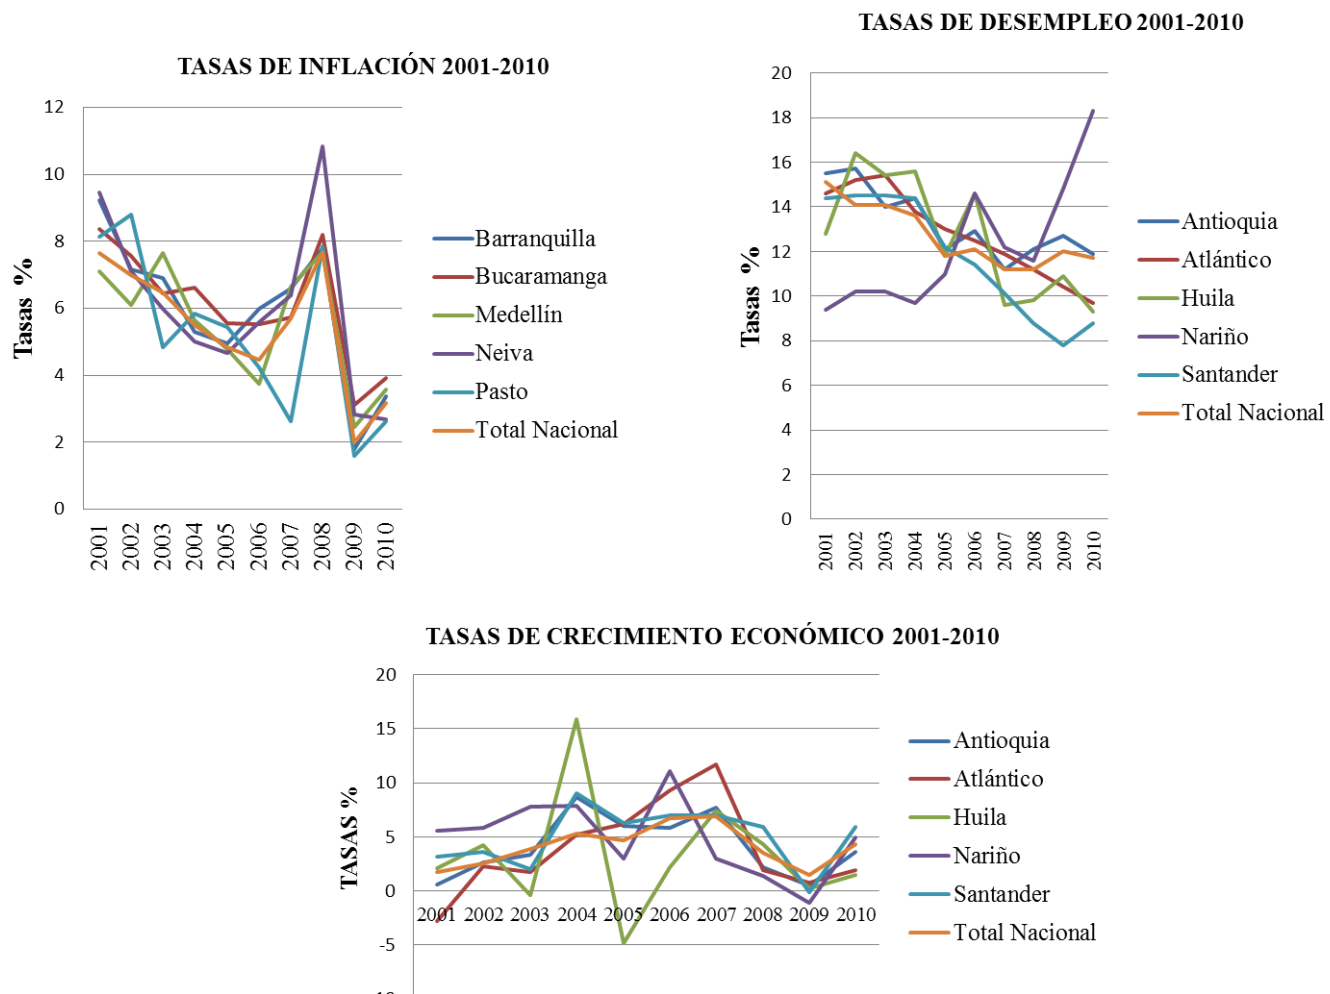 TASAS DE INFLACIÓN 2001-2010
12
10
8
6
4
2
0
Tasas %
2001 2002 2003 2004 2005 2006 2007 2008 2009 2010
Barranquilla
Bucaramanga
Medellín
Neiva
Pasto
Total Nacional
TASAS DE DESEMPLEO 2001-2010
20
18
16
14
12
10
8
6
4
2
0
Tasas %
2001 2002 2003 2004 2005 2006 2007 2008 2009 2010
Antioquia
Atlántico
Huila
Nariño
Santander
Total Nacional
TASAS DE CRECIMIENTO ECONÓMICO 2001-2010
20
15
10
5
0
-5
TASAS %
2001 2002 2003 2004 2005 2006 2007 2008 2009 2010
Antioquia
Atlántico
Huila
Nariño
Santander
Total Nacional